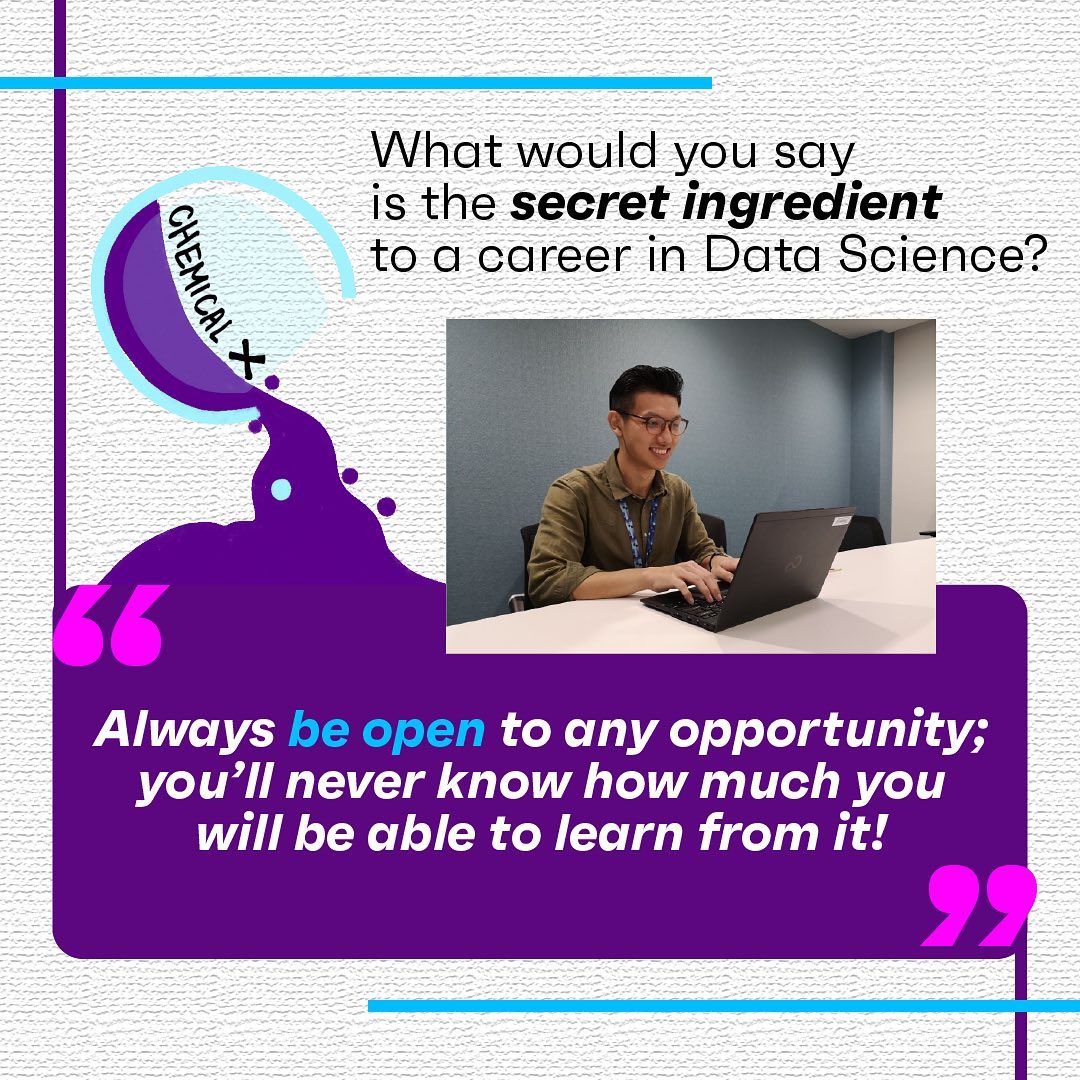 What would you say
is the secret ingredient
to a career in Data Science?
CHEMICAL X
“
Always be open to any opportunity;
you’ll never know how much you
will be able to learn from it!
”